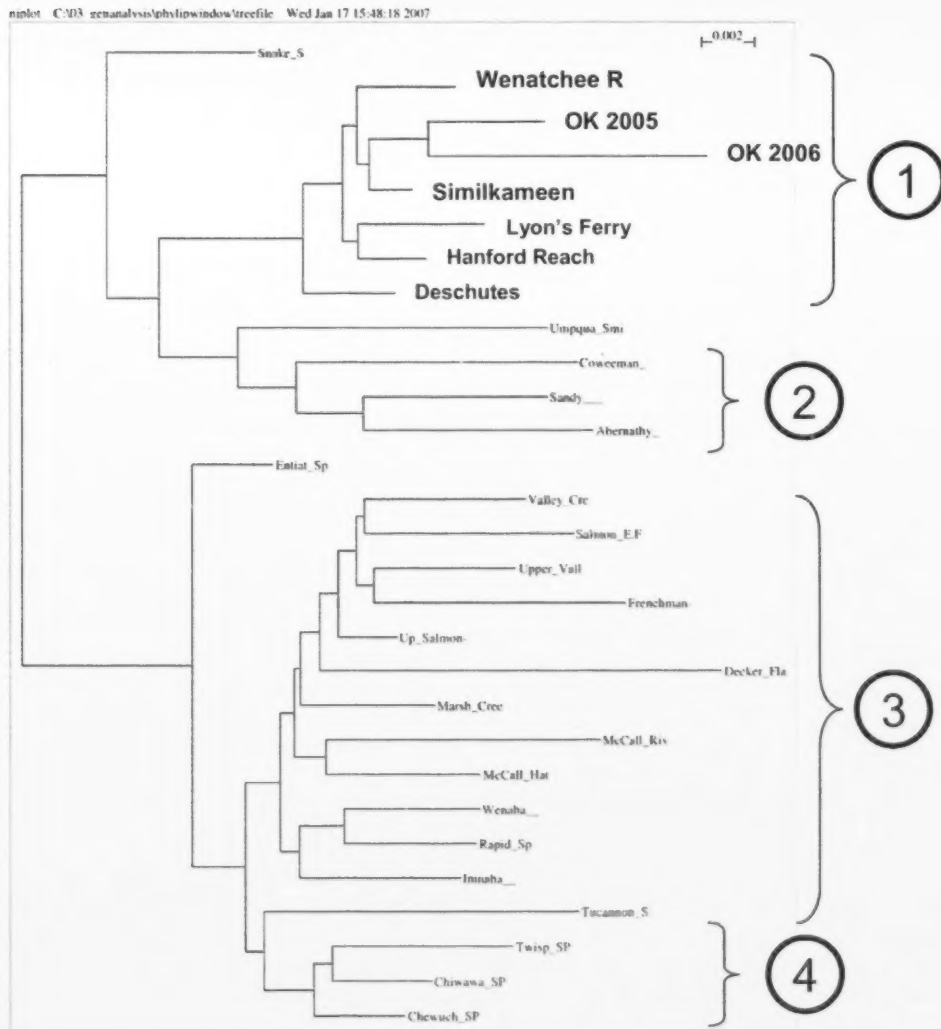 njplot C:\03_genanalysis\phylipwindow\treefile Wed Jan 17 15:48:18 2007
0.002
Snake_S
Wenatchee R
OK 2005
OK 2006
1
Similkameen
Lyon's Ferry
Hanford Reach
Deschutes
Umpqua_Smi
Coweeman_
2
Sandy___
Abernathy_
Entiat_Sp
Valley_Cre
Salmon_E.F
Upper_Vall
Frenchman-
Up_Salmon-
Decker_Fla
3
Marsh_Cree
McCall_Riv
McCall_Hat
Wenaha__
Rapid_Sp
Imnaha__
Tucannon_S
Twisp_SP
4
Chiwawa_SP
Chewuch_SP